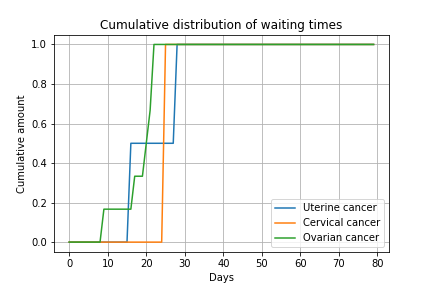 Cumulative distribution of waiting times
1.0
0.8
0.6
0.4
0.2
0.0
Cumulative amount
0 10 20 30 40 50 60 70 80
Days
Uterine cancer
Cervical cancer
Ovarian cancer